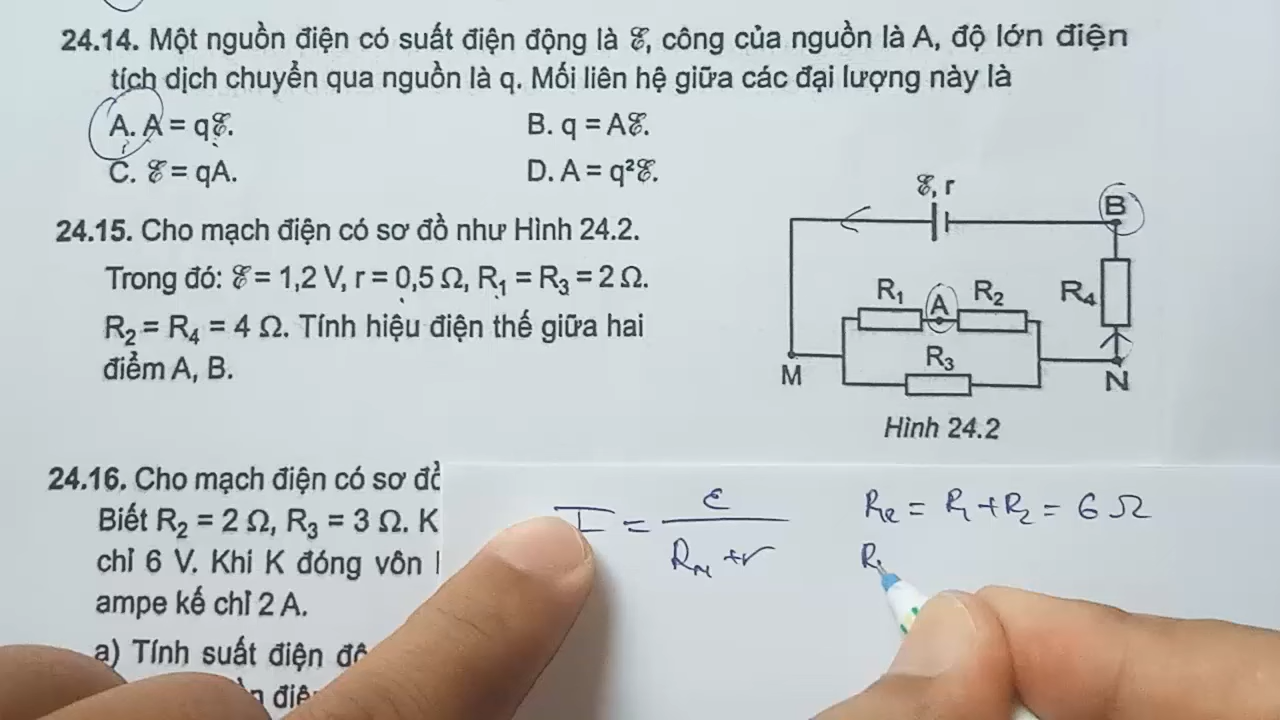 24.14. Một nguồn điện có suất điện động là ℰ, công của nguồn là A, độ lớn điện
tích dịch chuyển qua nguồn là q. Mối liên hệ giữa các đại lượng này là
A. A = qℰ.
B. q = Aℰ.
C. ℰ = qA.
D. A = q²ℰ.
24.15. Cho mạch điện có sơ đồ như Hình 24.2.
Trong đó: ℰ = 1,2 V, r = 0,5 Ω, R₁ = R₃ = 2 Ω.
R₂ = R₄ = 4 Ω. Tính hiệu điện thế giữa hai
điểm A, B.
ℰ, r
B
R₁
A
R₂
R₄
R₃
M
N
Hình 24.2
24.16. Cho mạch điện có sơ đồ
Biết R₂ = 2 Ω, R₃ = 3 Ω. K
chỉ 6 V. Khi K đóng vôn
ampe kế chỉ 2 A.
a) Tính suất điện
I = ε / (R_N + r)
R₁₂ = R₁ + R₂ = 6 Ω
R